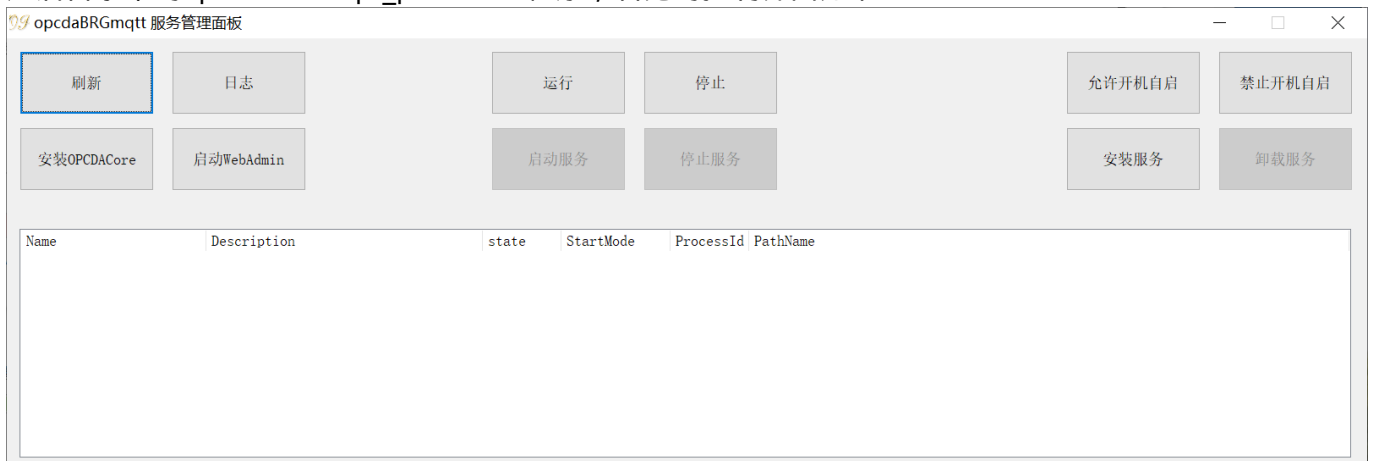 opcdaBRGmqtt 服务管理面板
刷新 日志 运行 停止 允许开机自启 禁止开机自启
安装OPCDACore 启动WebAdmin 启动服务 停止服务 安装服务 卸载服务
Name Description state StartMode ProcessId PathName